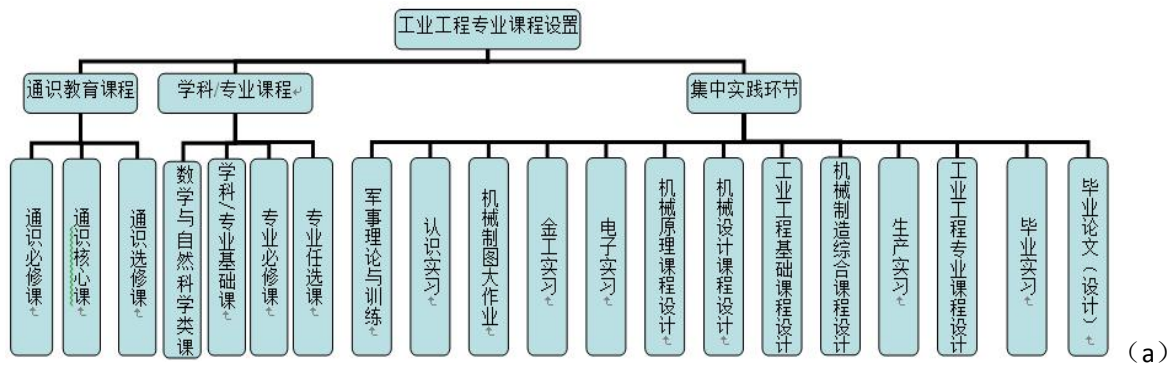 工业工程专业课程设置
通识教育课程
学科/专业课程
集中实践环节
通识必修课
通识核心课
通识选修课
数学与自然科学类课
学科/专业基础课
专业必修课
专业任选课
军事理论与训练
认识实习
机械制图大作业
金工实习
电子实习
机械原理课程设计
机械设计课程设计
工业工程基础课程设计
机械制造综合课程设计
生产实习
工业工程专业课程设计
毕业实习
毕业论文（设计）
（a）